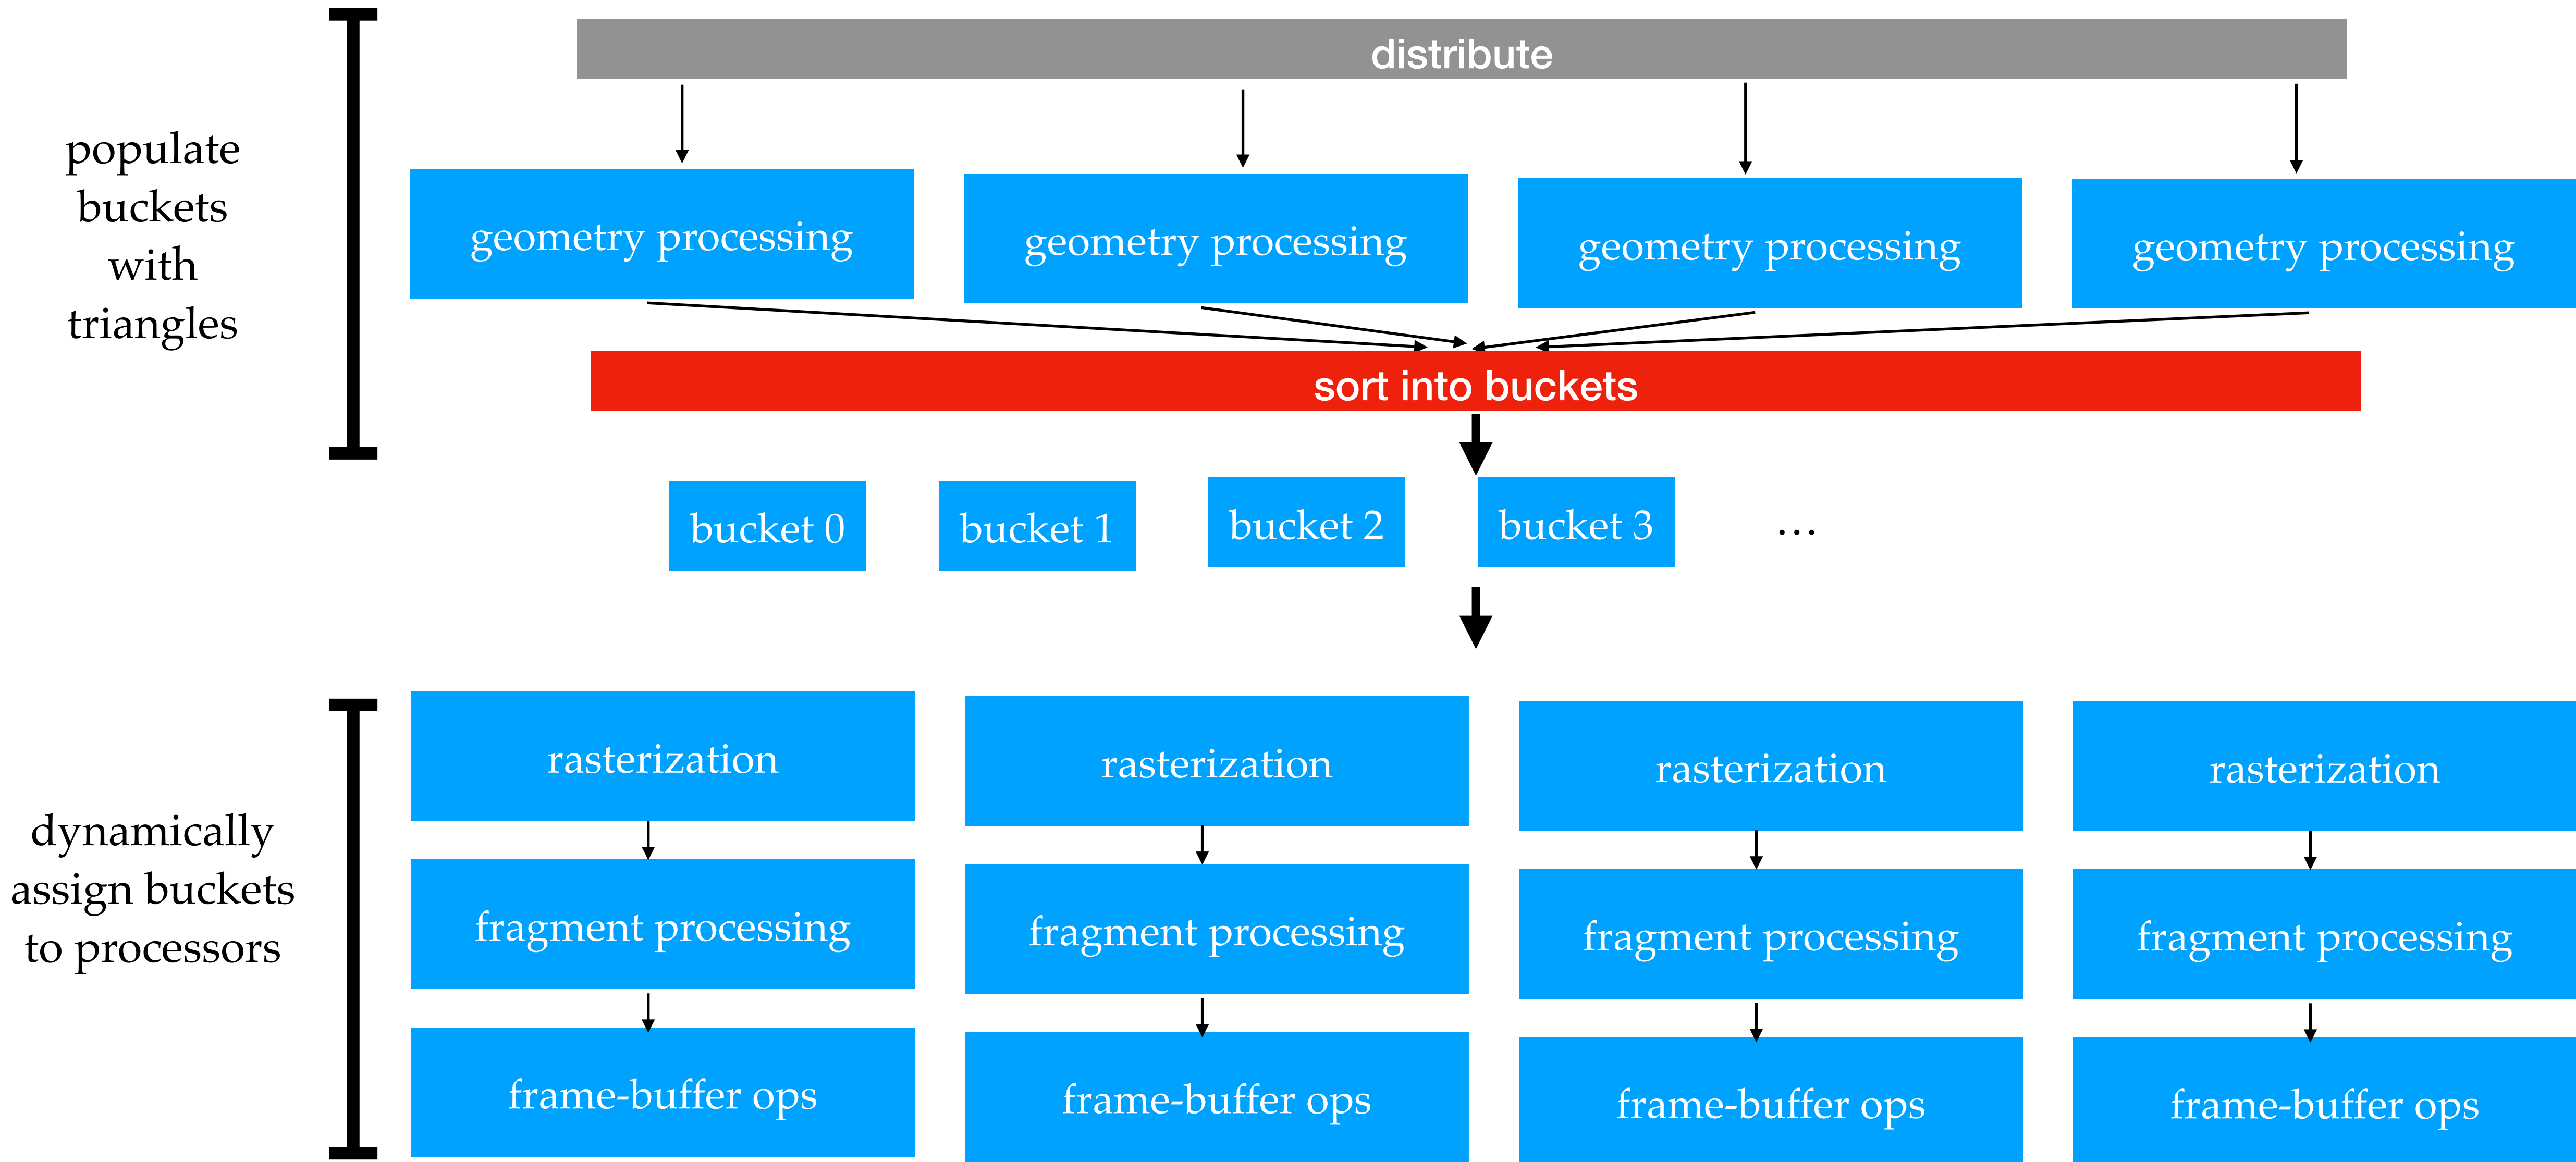 distribute
populate
buckets
with
triangles
geometry processing
geometry processing
geometry processing
geometry processing
sort into buckets
bucket 0
bucket 1
bucket 2
bucket 3
...
dynamically
assign buckets
to processors
rasterization
rasterization
rasterization
rasterization
fragment processing
fragment processing
fragment processing
fragment processing
frame-buffer ops
frame-buffer ops
frame-buffer ops
frame-buffer ops